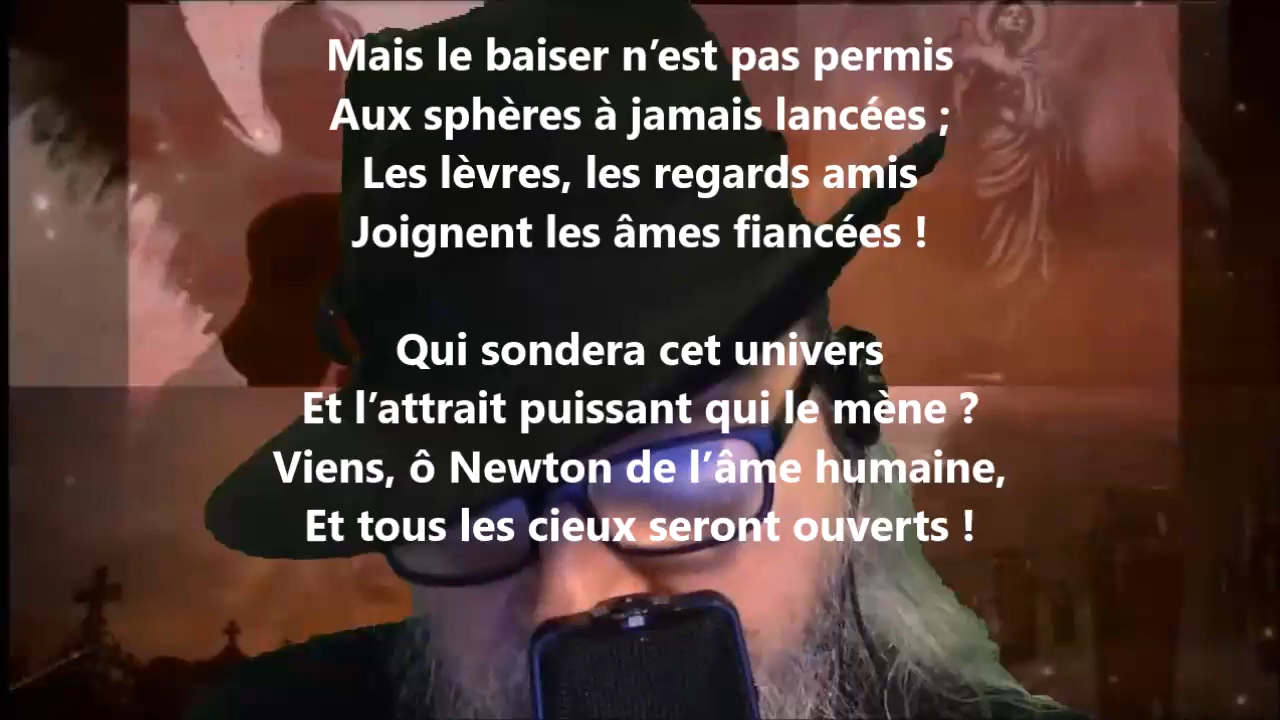 Mais le baiser n’est pas permis
Aux sphères à jamais lancées ;
Les lèvres, les regards amis
Joignent les âmes fiancées !
Qui sondera cet univers
Et l’attrait puissant qui le mène ?
Viens, ô Newton de l’âme humaine,
Et tous les cieux seront ouverts !